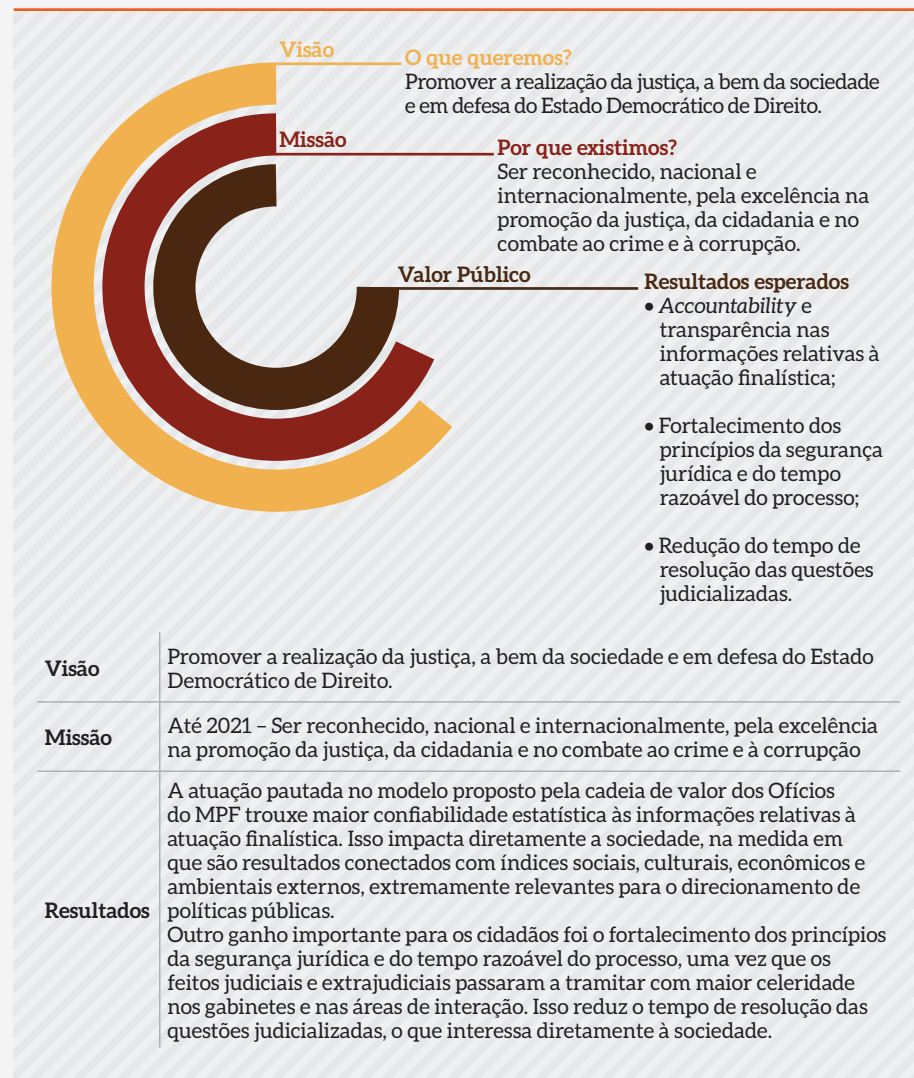 Visão
O que queremos?
Promover a realização da justiça, a bem da sociedade
e em defesa do Estado Democrático de Direito.
Missão
Por que existimos?
Ser reconhecido, nacional e
internacionalmente, pela excelência na
promoção da justiça, da cidadania e no
combate ao crime e à corrupção.
Valor Público
Resultados esperados
• Accountability e
transparência nas
informações relativas à
atuação finalística;
• Fortalecimento dos
princípios da segurança
jurídica e do tempo
razoável do processo;
• Redução do tempo de
resolução das questões
judicializadas.
Visão
Promover a realização da justiça, a bem da sociedade e em defesa do Estado
Democrático de Direito.
Missão
Até 2021 – Ser reconhecido, nacional e internacionalmente, pela excelência
na promoção da justiça, da cidadania e no combate ao crime e à corrupção
Resultados
A atuação pautada no modelo proposto pela cadeia de valor dos Ofícios
do MPF trouxe maior confiabilidade estatística às informações relativas à
atuação finalística. Isso impacta diretamente a sociedade, na medida em
que são resultados conectados com índices sociais, culturais, econômicos e
ambientais externos, extremamente relevantes para o direcionamento de
políticas públicas.
Outro ganho importante para os cidadãos foi o fortalecimento dos princípios
da segurança jurídica e do tempo razoável do processo, uma vez que os
feitos judiciais e extrajudiciais passaram a tramitar com maior celeridade
nos gabinetes e nas áreas de interação. Isso reduz o tempo de resolução das
questões judicializadas, o que interessa diretamente à sociedade.